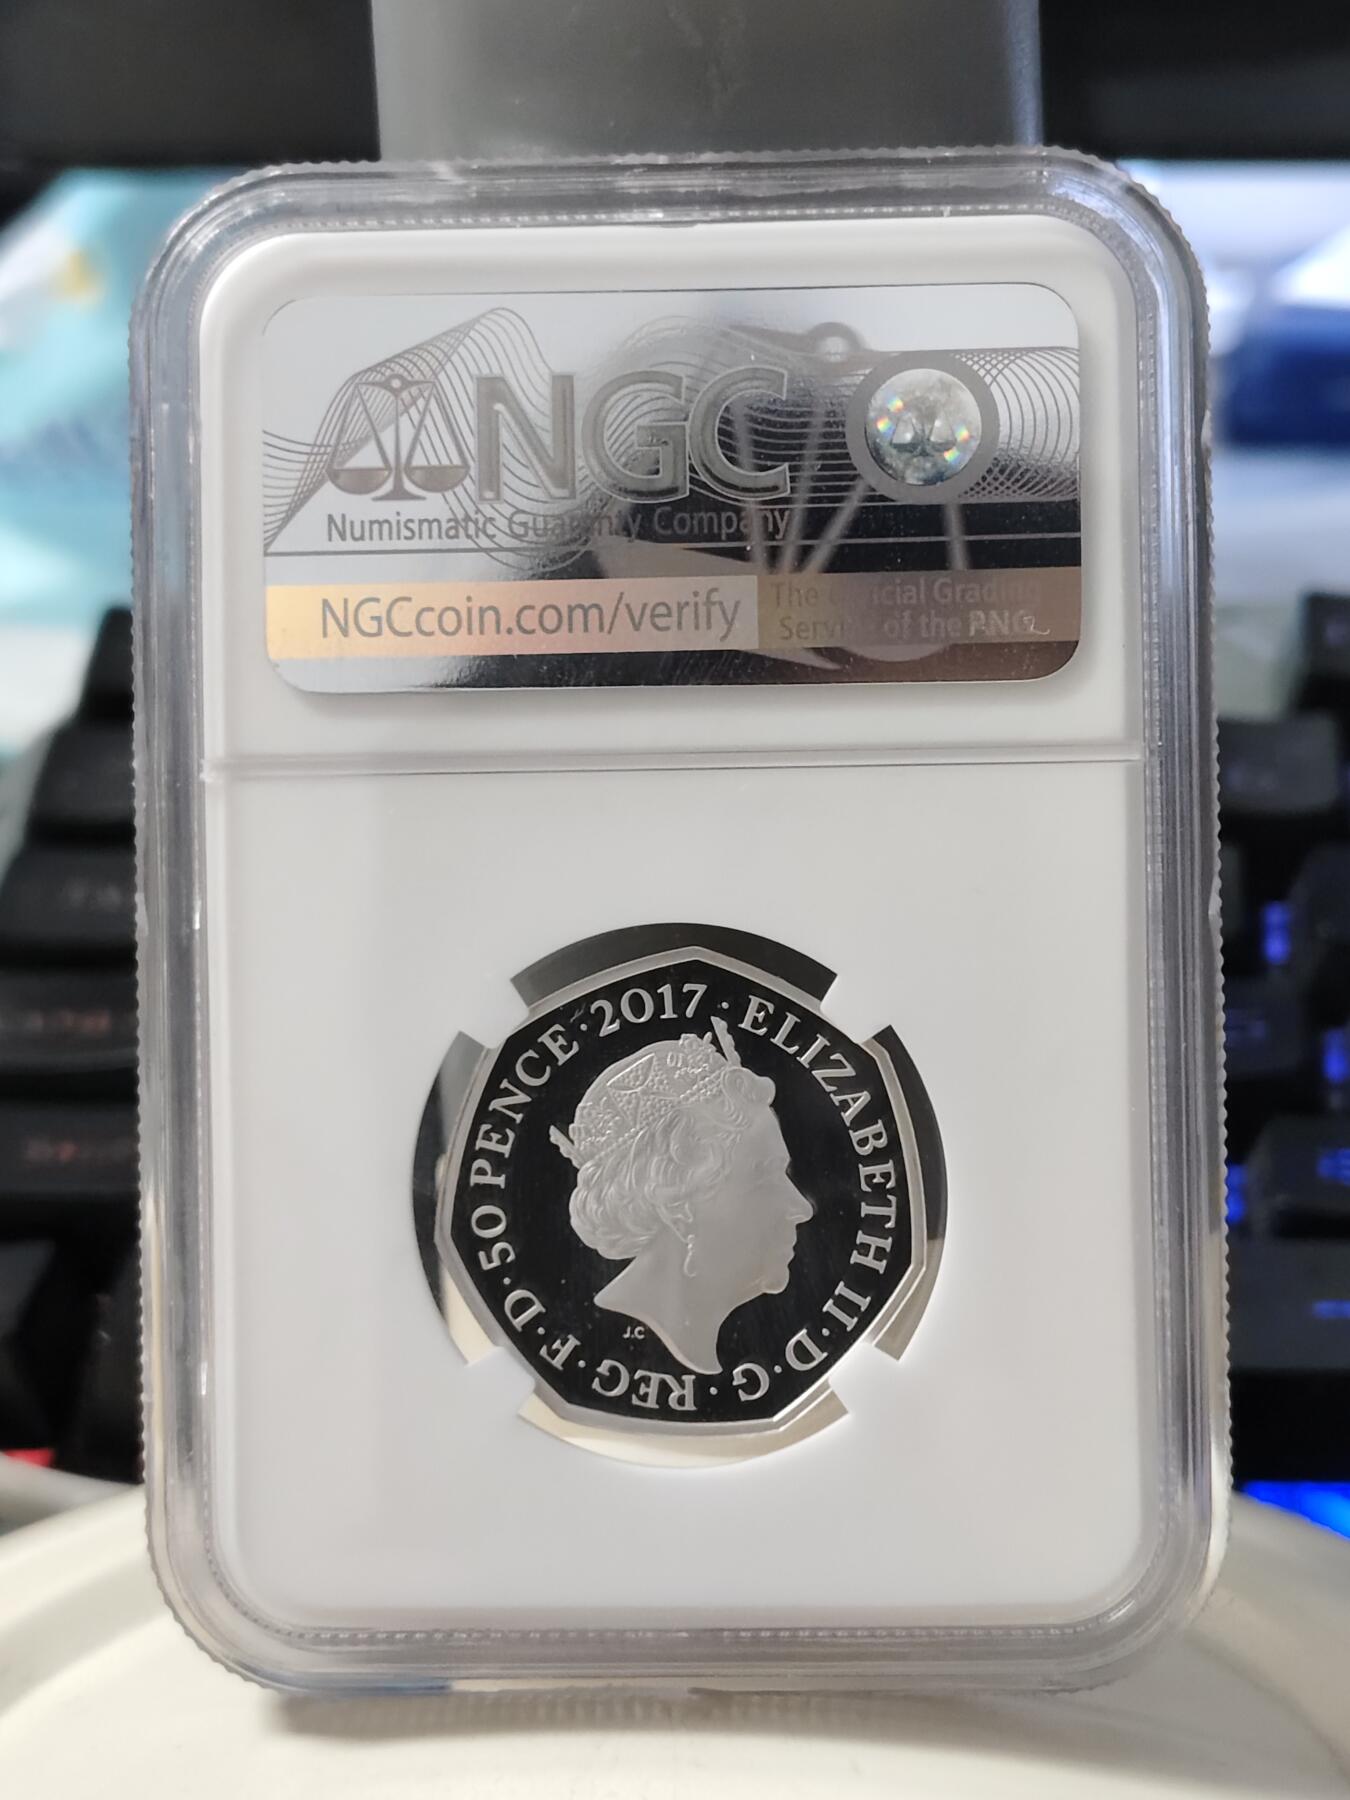 NGC
Numismatic Guaranty Company
NGCcoin.com/verify
The Official Grading
Service of the PNG
ELIZABETH II · D · G · REG · F · D · 50 PENCE · 2017 ·
J.C